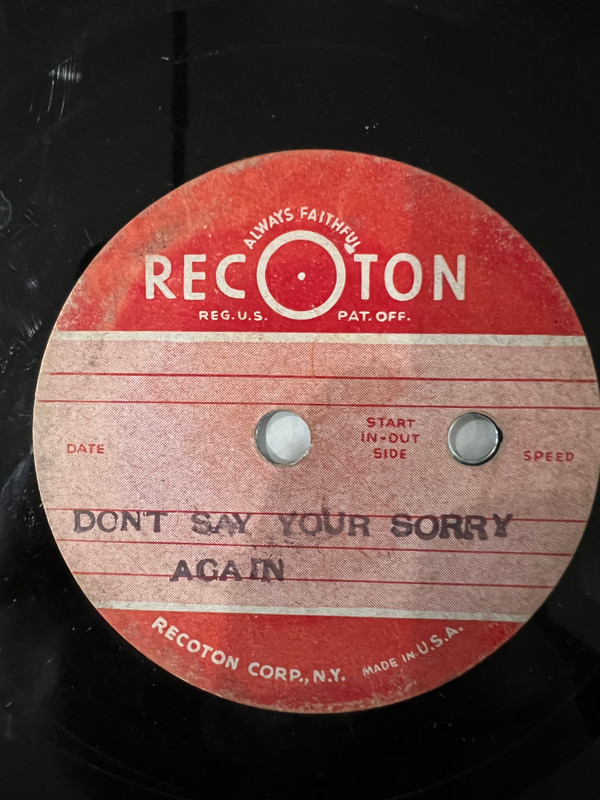 ALWAYS FAITHFUL
RECOTON
REG. U.S. PAT. OFF.
START
IN-OUT
SIDE
DATE
SPEED
DONT SAY YOUR SORRY
AGAIN
RECOTON CORP., N.Y. MADE IN U.S.A.